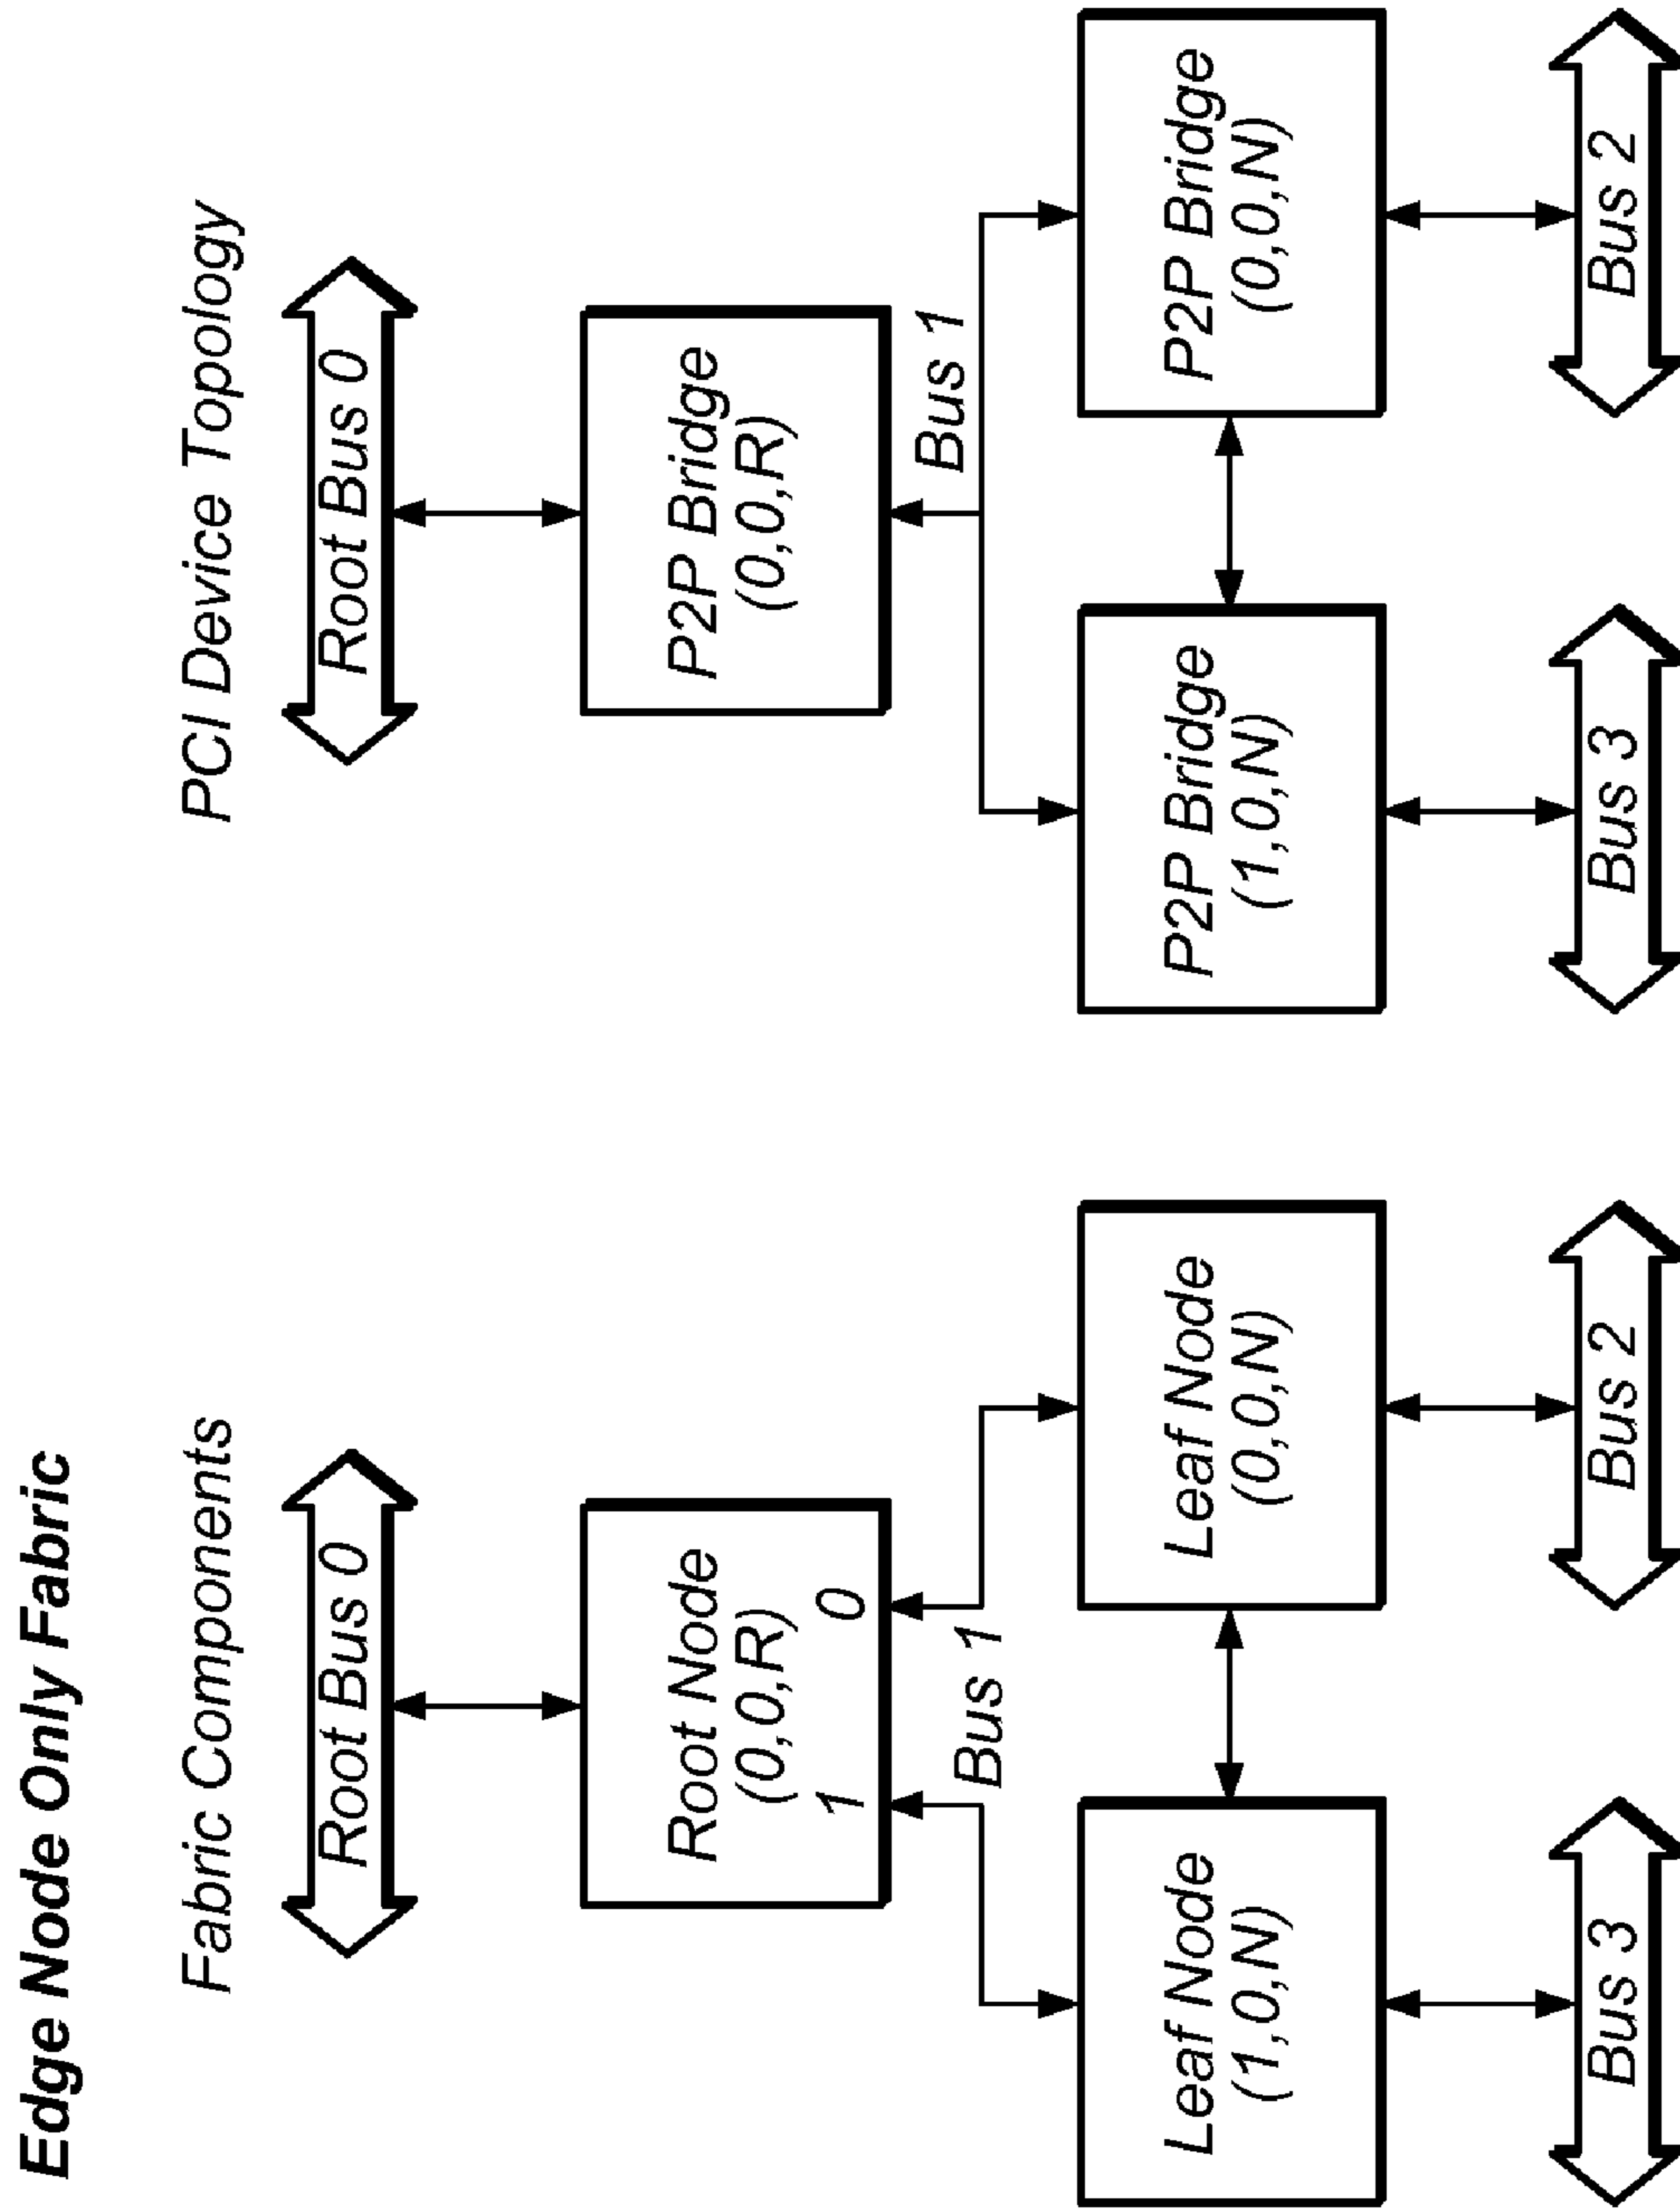 Edge Node Only Fabric
Fabric Components
Root Bus 0
Root Node
(0,0,R)
1 0
Bus 1
Leaf Node
(1,0,N)
Leaf Node
(0,0,N)
Bus 3
Bus 2
PCI Device Topology
Root Bus 0
P2P Bridge
(0,0,R)
Bus 1
P2P Bridge
(1,0,N)
P2P Bridge
(0,0,N)
Bus 3
Bus 2